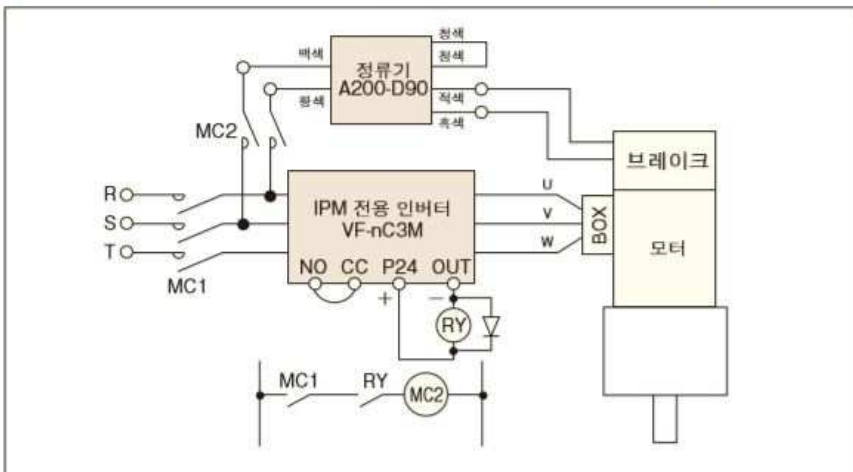 청색
백색
정류기
청색
A200-D90
황색
적색
흑색
MC2
브레이크
R
S
T
IPM 전용 인버터
VF-nC3M
U
V
W
BOX
모터
MC1
NO CC P24 OUT
+ −
RY
MC1 RY MC2